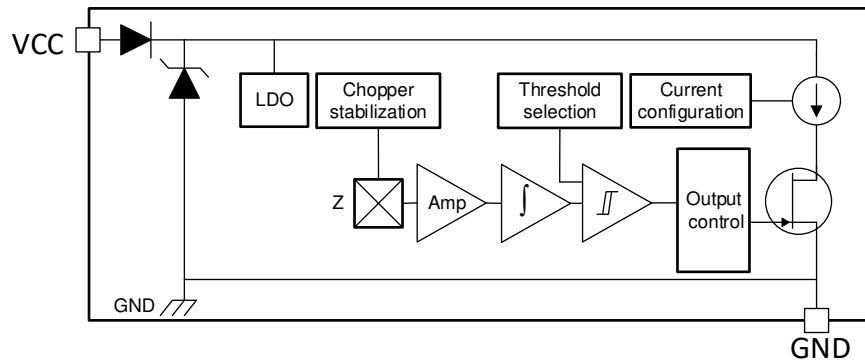 VCC
LDO
Chopper
stabilization
Threshold
selection
Current
configuration
Z
Amp
∫
Output
control
GND
GND